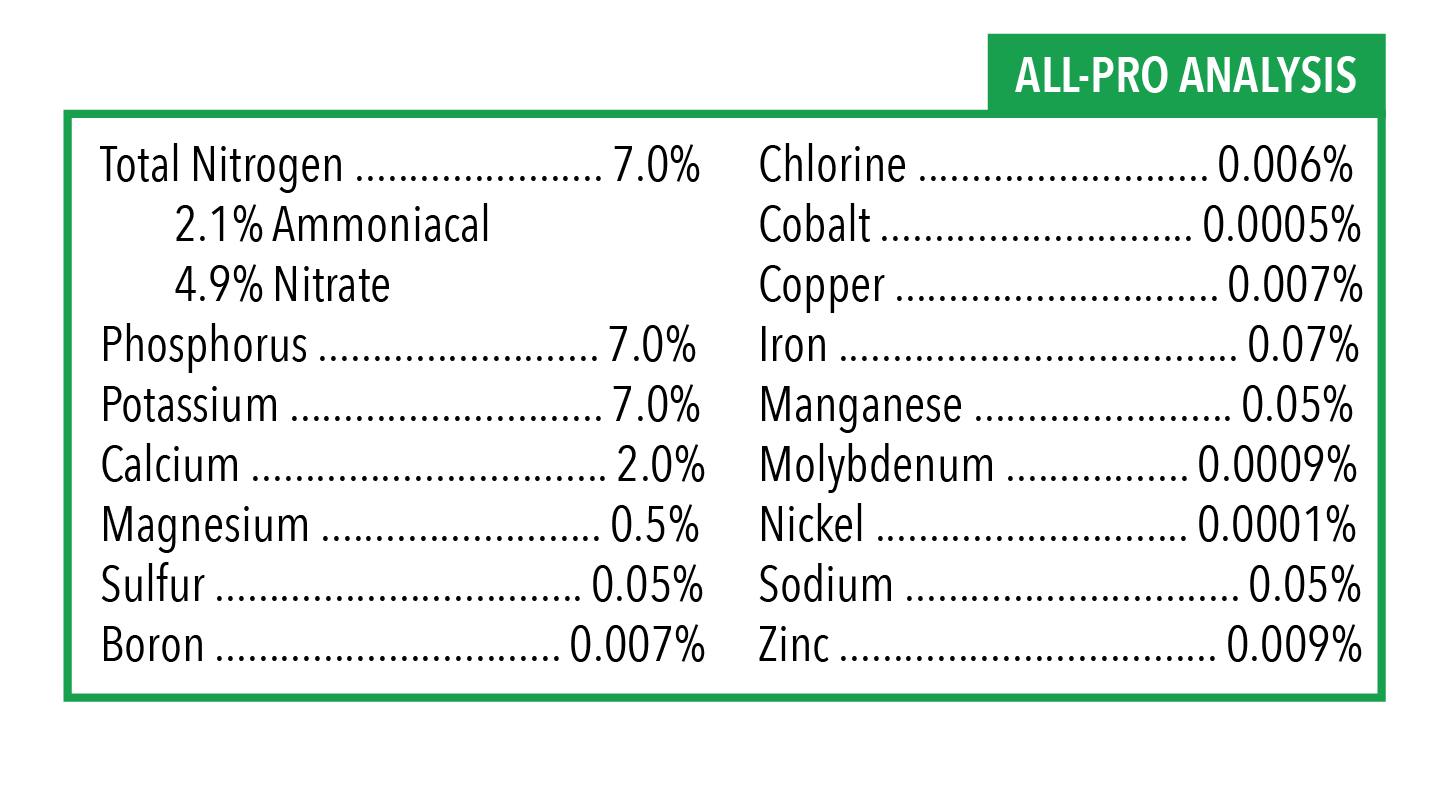 ALL-PRO ANALYSIS
Total Nitrogen ....................... 7.0%
2.1% Ammoniacal
4.9% Nitrate
Phosphorus .......................... 7.0%
Potassium ............................. 7.0%
Calcium ................................. 2.0%
Magnesium .......................... 0.5%
Sulfur .................................. 0.05%
Boron ................................ 0.007%
Chlorine ........................... 0.006%
Cobalt ............................. 0.0005%
Copper .............................. 0.007%
Iron ..................................... 0.07%
Manganese ........................ 0.05%
Molybdenum ................. 0.0009%
Nickel ............................. 0.0001%
Sodium ............................... 0.05%
Zinc ................................... 0.009%